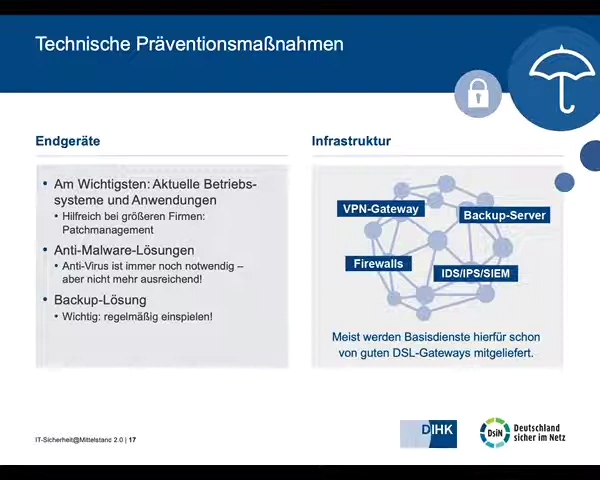 Technische Präventionsmaßnahmen
Endgeräte
• Am Wichtigsten: Aktuelle Betriebs-
systeme und Anwendungen
• Hilfreich bei größeren Firmen:
Patchmanagement
• Anti-Malware-Lösungen
• Anti-Virus ist immer noch notwendig –
aber nicht mehr ausreichend!
• Backup-Lösung
• Wichtig: regelmäßig einspielen!
Infrastruktur
VPN-Gateway
Backup-Server
Firewalls
IDS/IPS/SIEM
Meist werden Basisdienste hierfür schon
von guten DSL-Gateways mitgeliefert.
IT-Sicherheit@Mittelstand 2.0 | 17
DIHK
DsiN
Deutschland
sicher im Netz